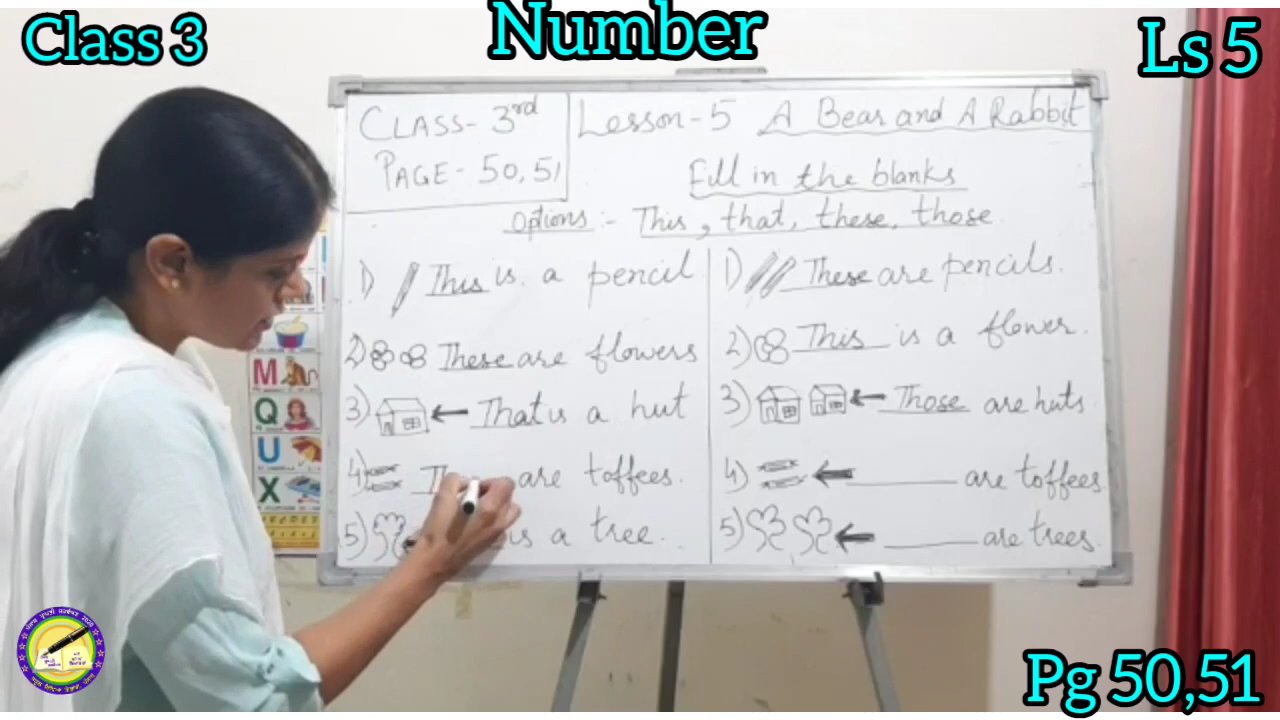 Class 3
Number
Ls 5
CLASS - 3rd
PAGE - 50,51
Lesson-5 A Bear and A Rabbit
Fill in the blanks
Options :- This, that, these, those.
1) This is a pencil
2) These are flowers
3) That is a hut
4) Th are toffees.
5) is a tree.
1) These are pencils.
2) This is a flower.
3) Those are huts.
4) ______ are toffees
5) ______ are trees.
M
Q
U
X
Pg 50,51